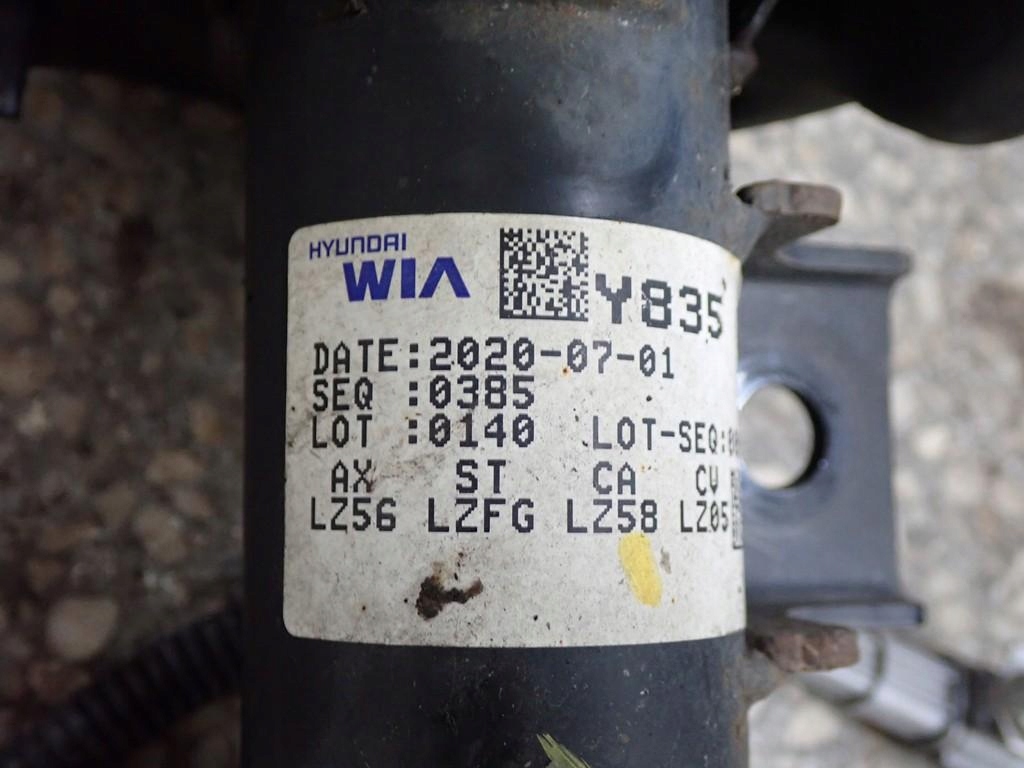 HYUNDAI
WIA
Y835
DATE:2020-07-01
SEQ :0385
LOT :0140 LOT-SEQ:
AX ST CA CV
LZ56 LZFG LZ58 LZ05